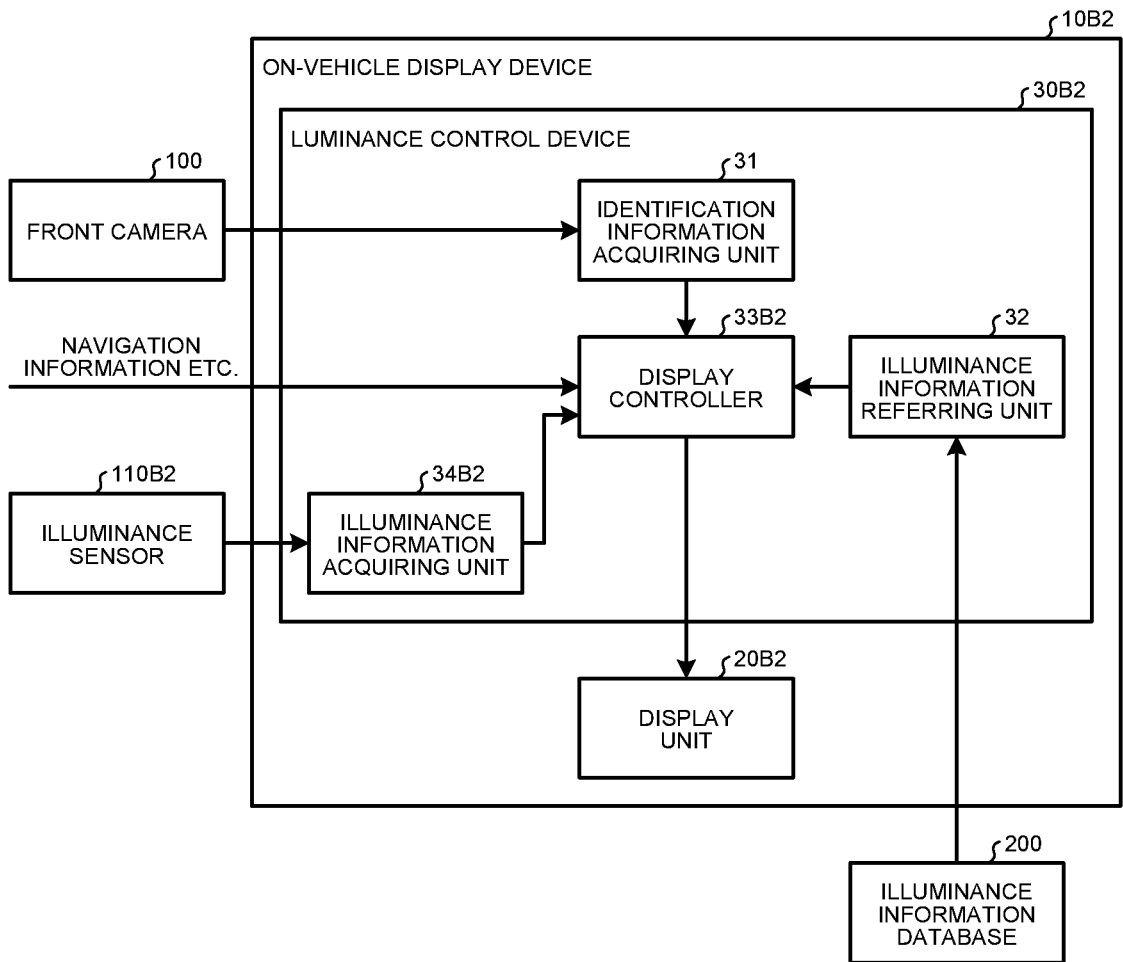 10B2
ON-VEHICLE DISPLAY DEVICE
30B2
LUMINANCE CONTROL DEVICE
100
FRONT CAMERA
31
IDENTIFICATION
INFORMATION
ACQUIRING UNIT
NAVIGATION
INFORMATION ETC.
33B2
DISPLAY
CONTROLLER
32
ILLUMINANCE
INFORMATION
REFERRING UNIT
110B2
ILLUMINANCE
SENSOR
34B2
ILLUMINANCE
INFORMATION
ACQUIRING UNIT
20B2
DISPLAY
UNIT
200
ILLUMINANCE
INFORMATION
DATABASE